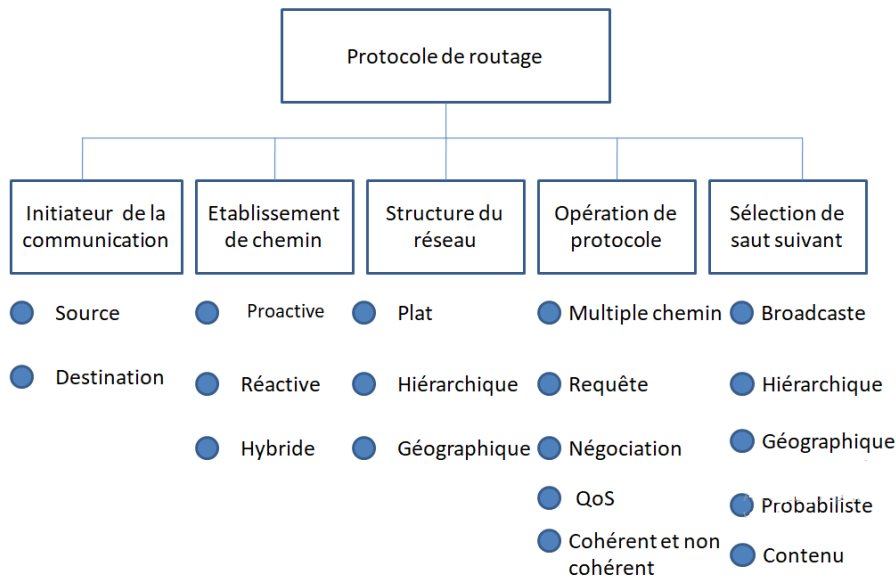 Protocole de routage
Initiateur de la
communication
Etablissement
de chemin
Structure du
réseau
Opération de
protocole
Sélection de
saut suivant
Source
Destination
Proactive
Réactive
Hybride
Plat
Hiérarchique
Géographique
Multiple chemin
Requête
Négociation
QoS
Cohérent et non
cohérent
Broadcaste
Hiérarchique
Géographique
Probabiliste
Contenu